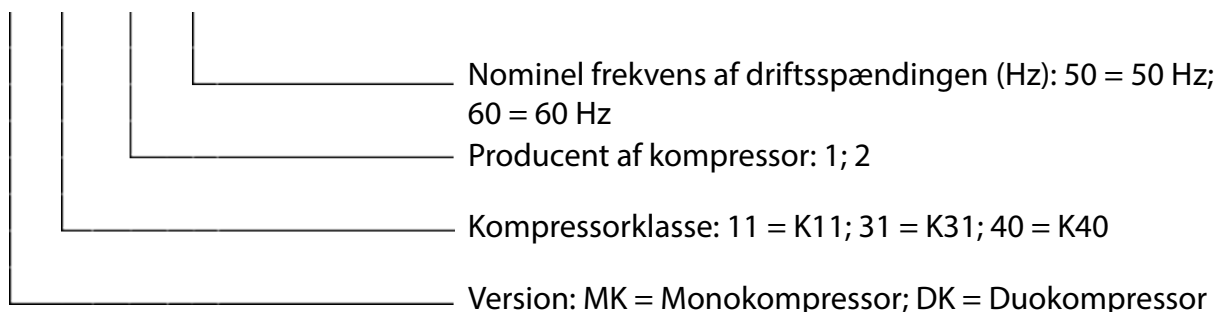 Nominel frekvens af driftsspændingen (Hz): 50 = 50 Hz;
60 = 60 Hz
Producent af kompressor: 1; 2
Kompressorklasse: 11 = K11; 31 = K31; 40 = K40
Version: MK = Monokompressor; DK = Duokompressor